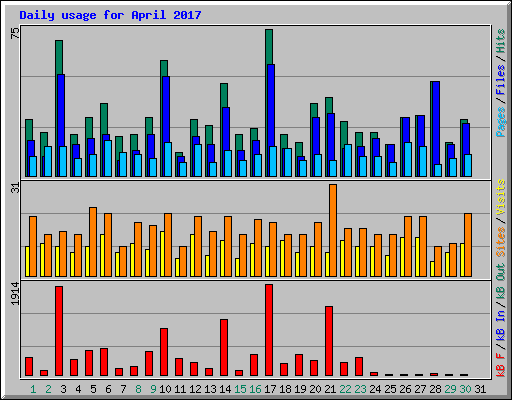 Daily usage for April 2017
75
Pages / Files / Hits
31
Sites / Visits
1914
kB F / kB In / kB Out
1 2 3 4 5 6 7 8 9 10 11 12 13 14 15 16 17 18 19 20 21 22 23 24 25 26 27 28 29 30 31